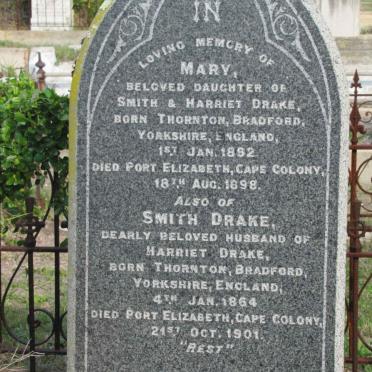 IN
LOVING MEMORY OF
MARY,
BELOVED DAUGHTER OF
SMITH & HARRIET DRAKE,
BORN THORNTON, BRADFORD,
YORKSHIRE, ENGLAND,
1ST JAN. 1892
DIED PORT ELIZABETH, CAPE COLONY,
18TH AUG. 1898.
ALSO OF
SMITH DRAKE,
DEARLY BELOVED HUSBAND OF
HARRIET DRAKE,
BORN THORNTON, BRADFORD,
YORKSHIRE, ENGLAND,
4TH JAN. 1864
DIED PORT ELIZABETH, CAPE COLONY,
21ST OCT. 1901.
"REST"